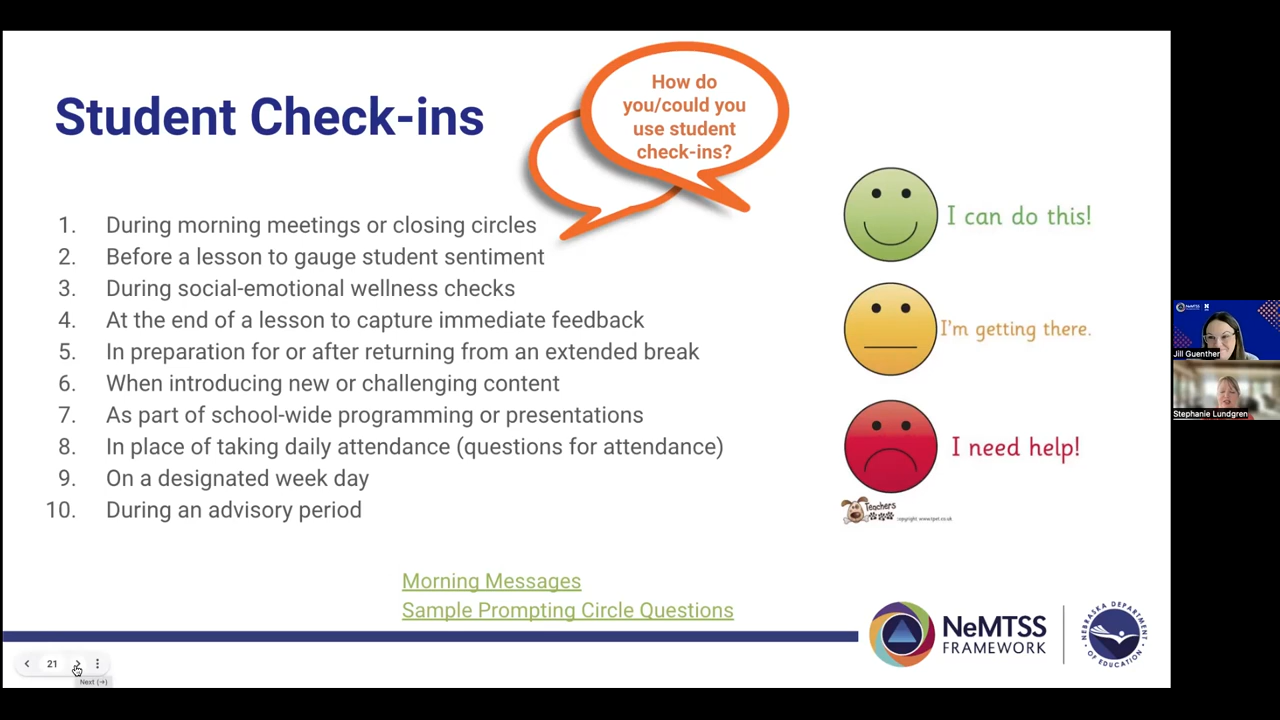 Student Check-ins
How do
you/could you
use student
check-ins?
1. During morning meetings or closing circles
2. Before a lesson to gauge student sentiment
3. During social-emotional wellness checks
4. At the end of a lesson to capture immediate feedback
5. In preparation for or after returning from an extended break
6. When introducing new or challenging content
7. As part of school-wide programming or presentations
8. In place of taking daily attendance (questions for attendance)
9. On a designated week day
10. During an advisory period
I can do this!
I'm getting there.
I need help!
Teachers
Morning Messages
Sample Prompting Circle Questions
NeMTSS
FRAMEWORK
NEBRASKA DEPARTMENT
OF EDUCATION
21
Next (→)
Jill Guenther
Stephanie Lundgren